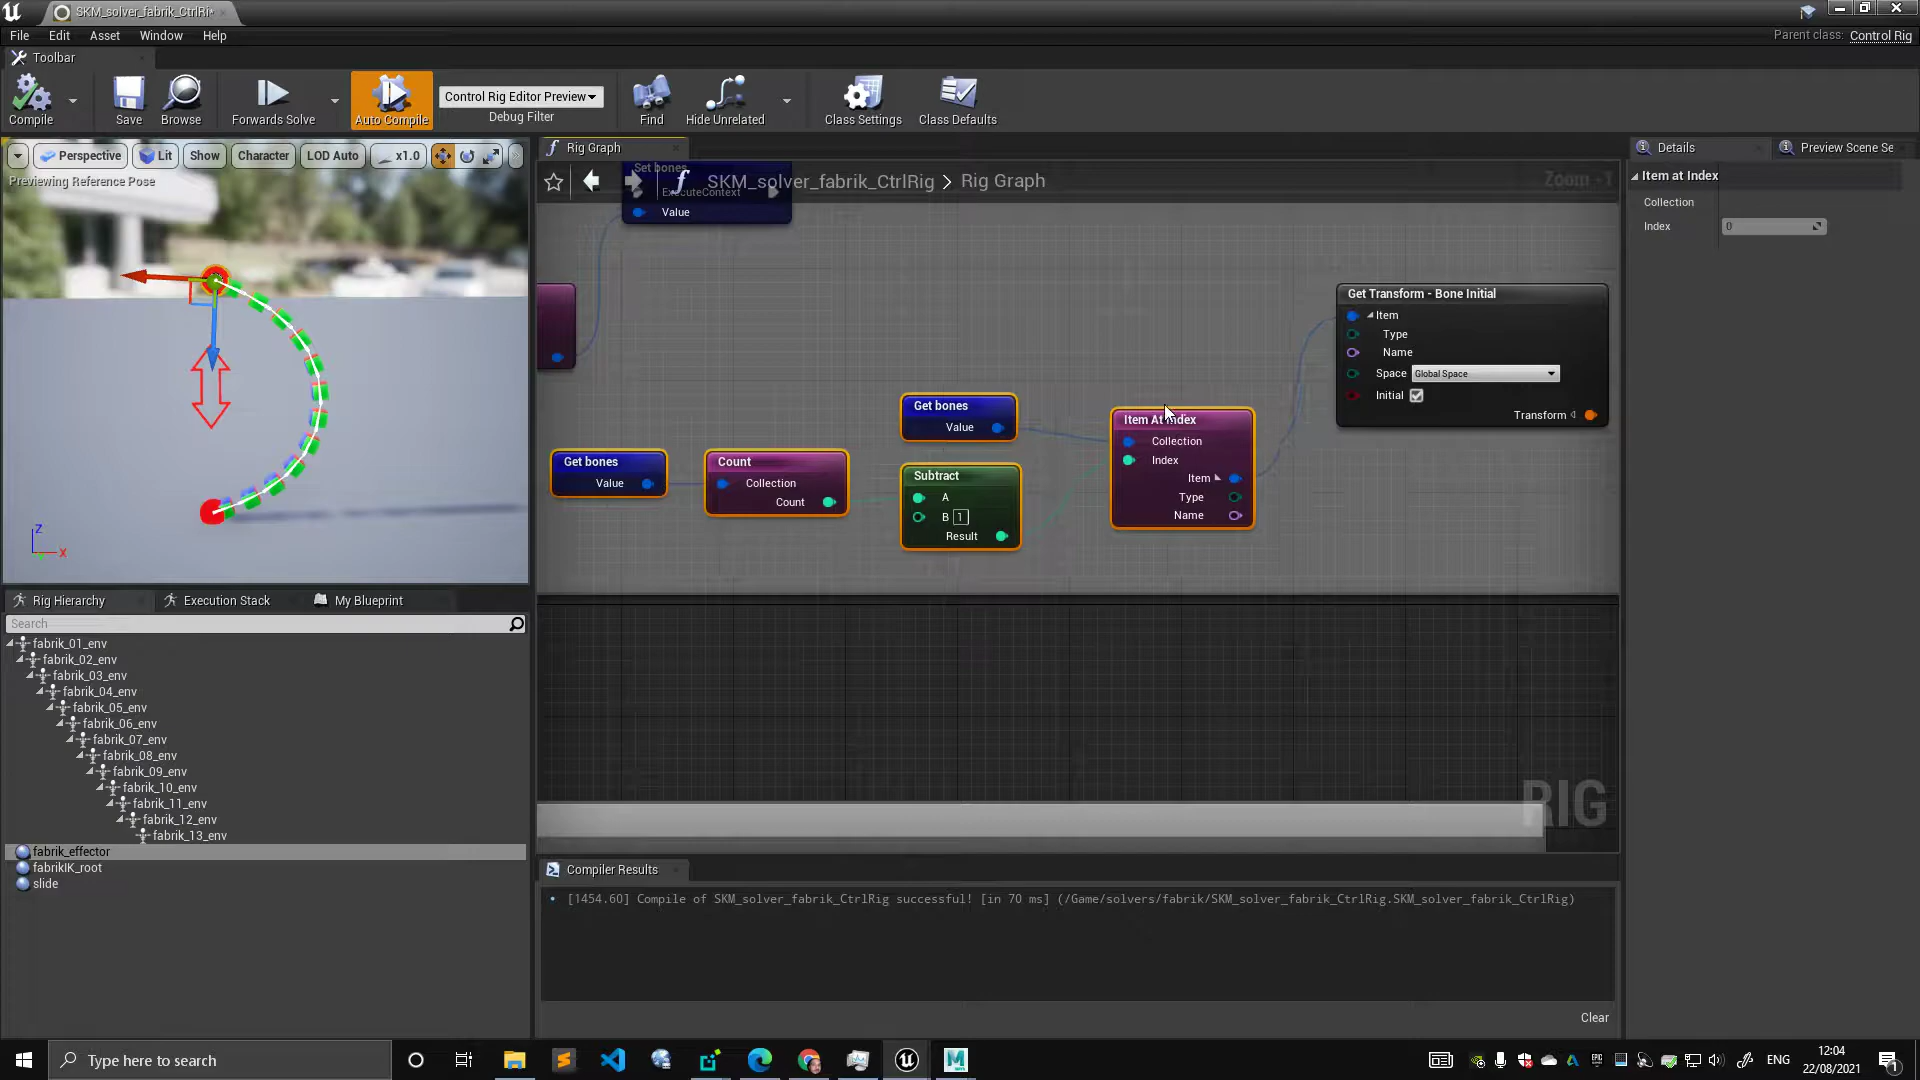 SKM_solver_fabrik_CtrlRi*
File Edit Asset Window Help
Parent class: Control Rig
Toolbar
Compile Save Browse Forwards Solve Auto Compile
Control Rig Editor Preview
Debug Filter
Find Hide Unrelated Class Settings Class Defaults
Perspective Lit Show Character LOD Auto x1.0
Previewing Reference Pose
Z
X
Rig Graph
SKM_solver_fabrik_CtrlRig > Rig Graph
Zoom -1
Set bones
ExecuteContext
Value
Get bones
Value
Count
Collection
Count
Get bones
Value
Subtract
A
B 1
Result
Item At Index
Collection
Index
Item
Type
Name
Get Transform - Bone Initial
Item
Type
Name
Space Global Space
Initial
Transform
RIG
Details
Preview Scene Se
Item at Index
Collection
Index 0
Rig Hierarchy Execution Stack My Blueprint
Search
fabrik_01_env
fabrik_02_env
fabrik_03_env
fabrik_04_env
fabrik_05_env
fabrik_06_env
fabrik_07_env
fabrik_08_env
fabrik_09_env
fabrik_10_env
fabrik_11_env
fabrik_12_env
fabrik_13_env
fabrik_effector
fabrikIK_root
slide
Compiler Results
[1454.60] Compile of SKM_solver_fabrik_CtrlRig successful! [in 70 ms] (/Game/solvers/fabrik/SKM_solver_fabrik_CtrlRig.SKM_solver_fabrik_CtrlRig)
Clear
Type here to search
ENG
12:04
22/08/2021
1